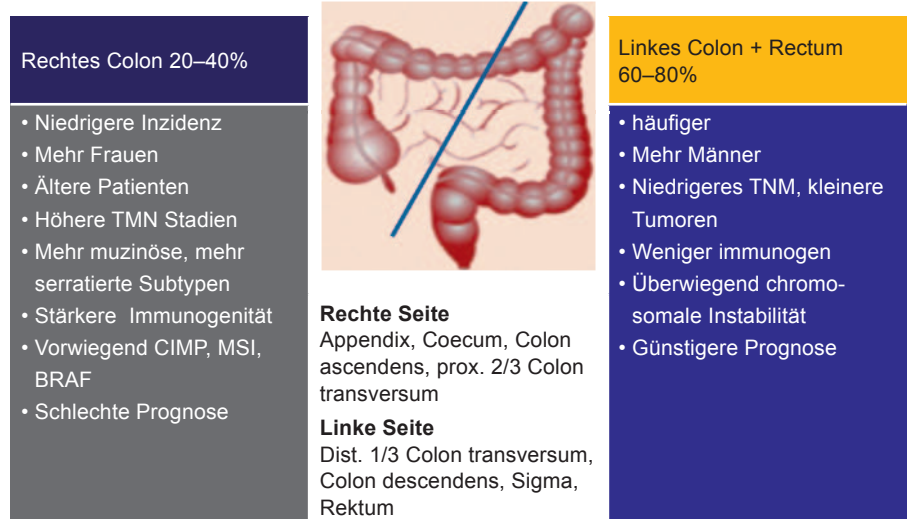 Rechtes Colon 20–40%
• Niedrigere Inzidenz
• Mehr Frauen
• Ältere Patienten
• Höhere TMN Stadien
• Mehr muzinöse, mehr
serratierte Subtypen
• Stärkere Immunogenität
• Vorwiegend CIMP, MSI,
BRAF
• Schlechte Prognose
Rechte Seite
Appendix, Coecum, Colon
ascendens, prox. 2/3 Colon
transversum
Linke Seite
Dist. 1/3 Colon transversum,
Colon descendens, Sigma,
Rektum
Linkes Colon + Rectum
60–80%
• häufiger
• Mehr Männer
• Niedrigeres TNM, kleinere
Tumoren
• Weniger immunogen
• Überwiegend chromo-
somale Instabilität
• Günstigere Prognose